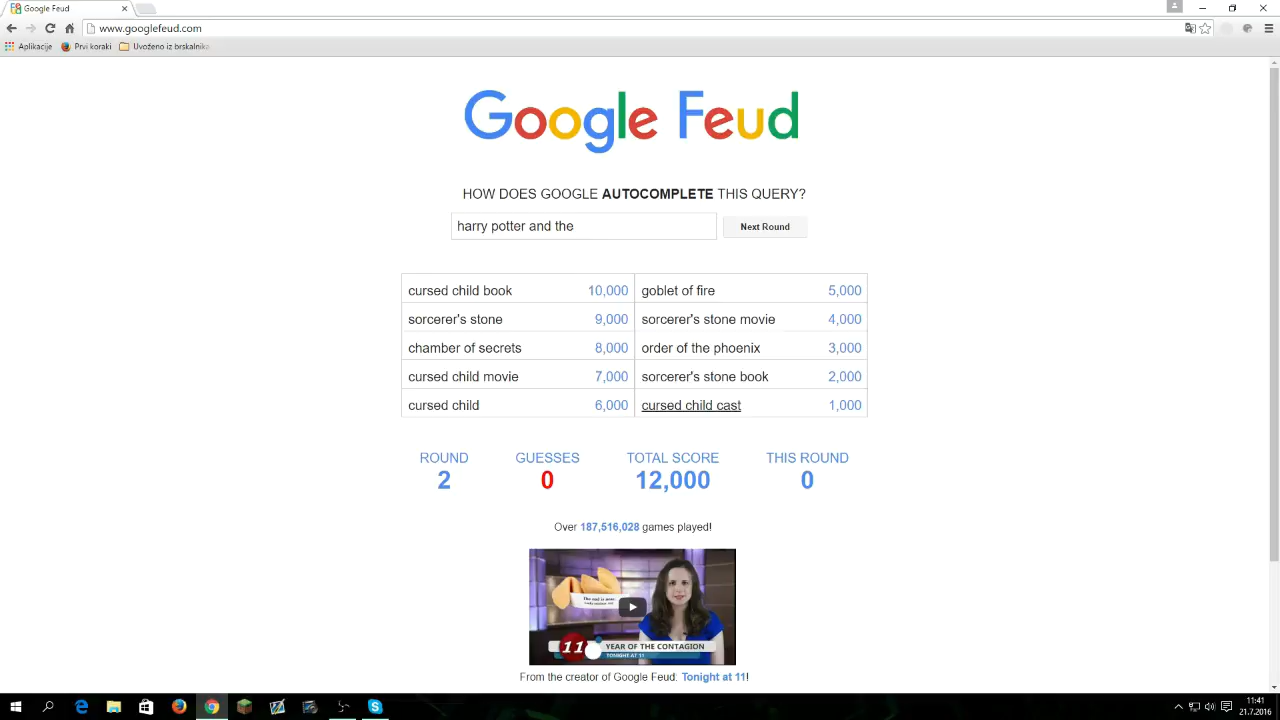 Google Feud
www.googlefeud.com
Aplikacije Prvi koraki Uvoženo iz brskalnika
Google Feud
HOW DOES GOOGLE AUTOCOMPLETE THIS QUERY?
harry potter and the Next Round
cursed child book 10,000 goblet of fire 5,000
sorcerer's stone 9,000 sorcerer's stone movie 4,000
chamber of secrets 8,000 order of the phoenix 3,000
cursed child movie 7,000 sorcerer's stone book 2,000
cursed child 6,000 cursed child cast 1,000
ROUND GUESSES TOTAL SCORE THIS ROUND
2 0 12,000 0
Over 187,516,028 games played!
11 YEAR OF THE CONTAGION
TONIGHT AT 11
From the creator of Google Feud: Tonight at 11!
11:41
21.7.2016